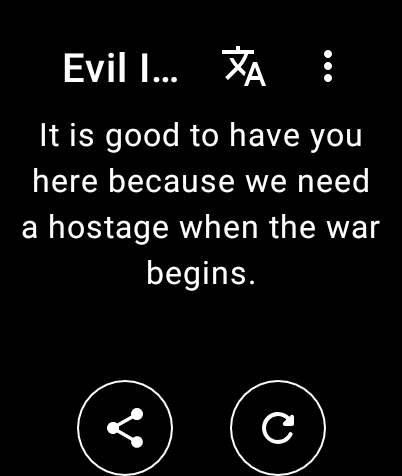 Evil I...
It is good to have you
here because we need
a hostage when the war
begins.